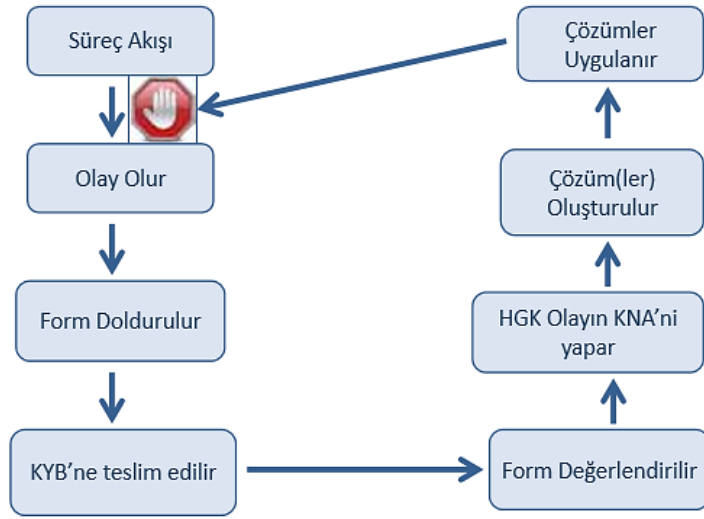 Süreç Akışı
Olay Olur
Form Doldurulur
KYB’ne teslim edilir
Form Değerlendirilir
HGK Olayın KNA’ni
yapar
Çözüm(ler)
Oluşturulur
Çözümler
Uygulanır